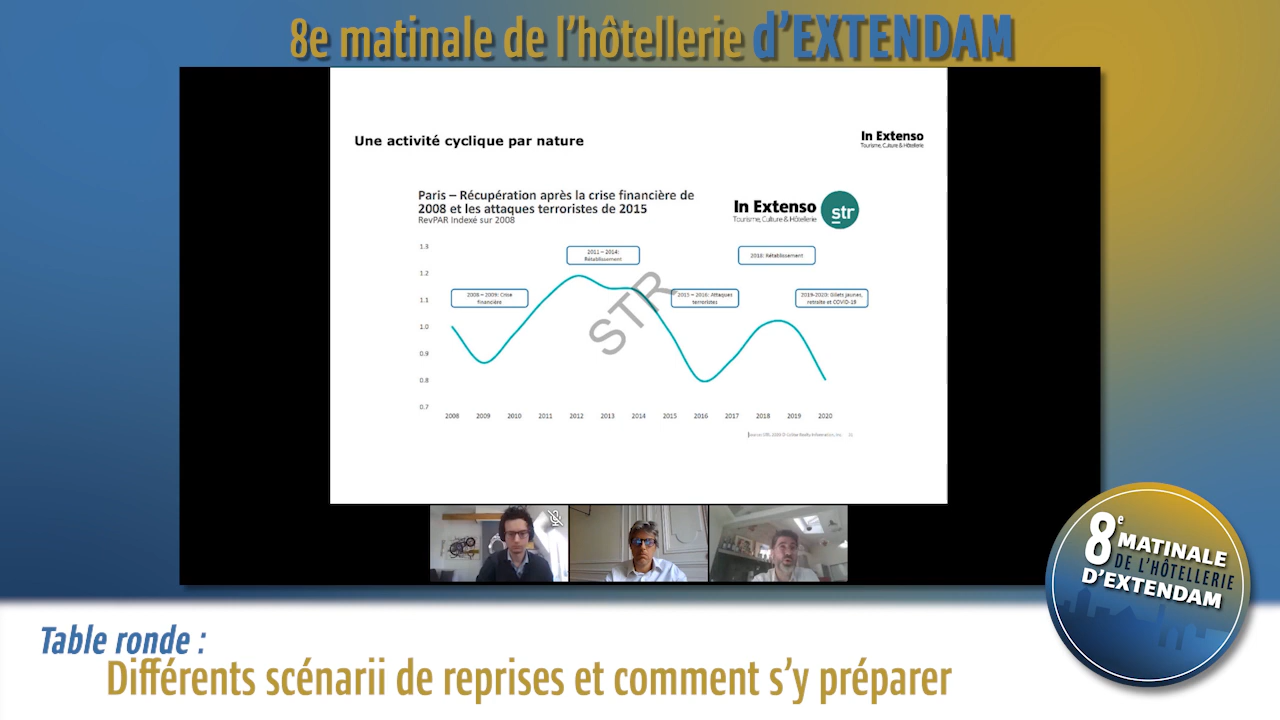 8e matinale de l'hôtellerie d'EXTENDAM
Une activité cyclique par nature
In Extenso
Tourisme, Culture & Hôtellerie
Paris – Récupération après la crise financière de
2008 et les attaques terroristes de 2015
RevPAR Indexé sur 2008
In Extenso
Tourisme, Culture & Hôtellerie
str
2011 – 2014:
Rétablissement
2018: Rétablissement
2008 – 2009: Crise
financière
2015 – 2016: Attaques
terroristes
2019-2020: Gilets jaunes,
retraite et COVID-19
STR
1.3
1.2
1.1
1.0
0.9
0.8
0.7
2008 2009 2010 2011 2012 2013 2014 2015 2016 2017 2018 2019 2020
8e MATINALE
DE L'HÔTELLERIE
D'EXTENDAM
Table ronde :
Différents scénarii de reprises et comment s'y préparer